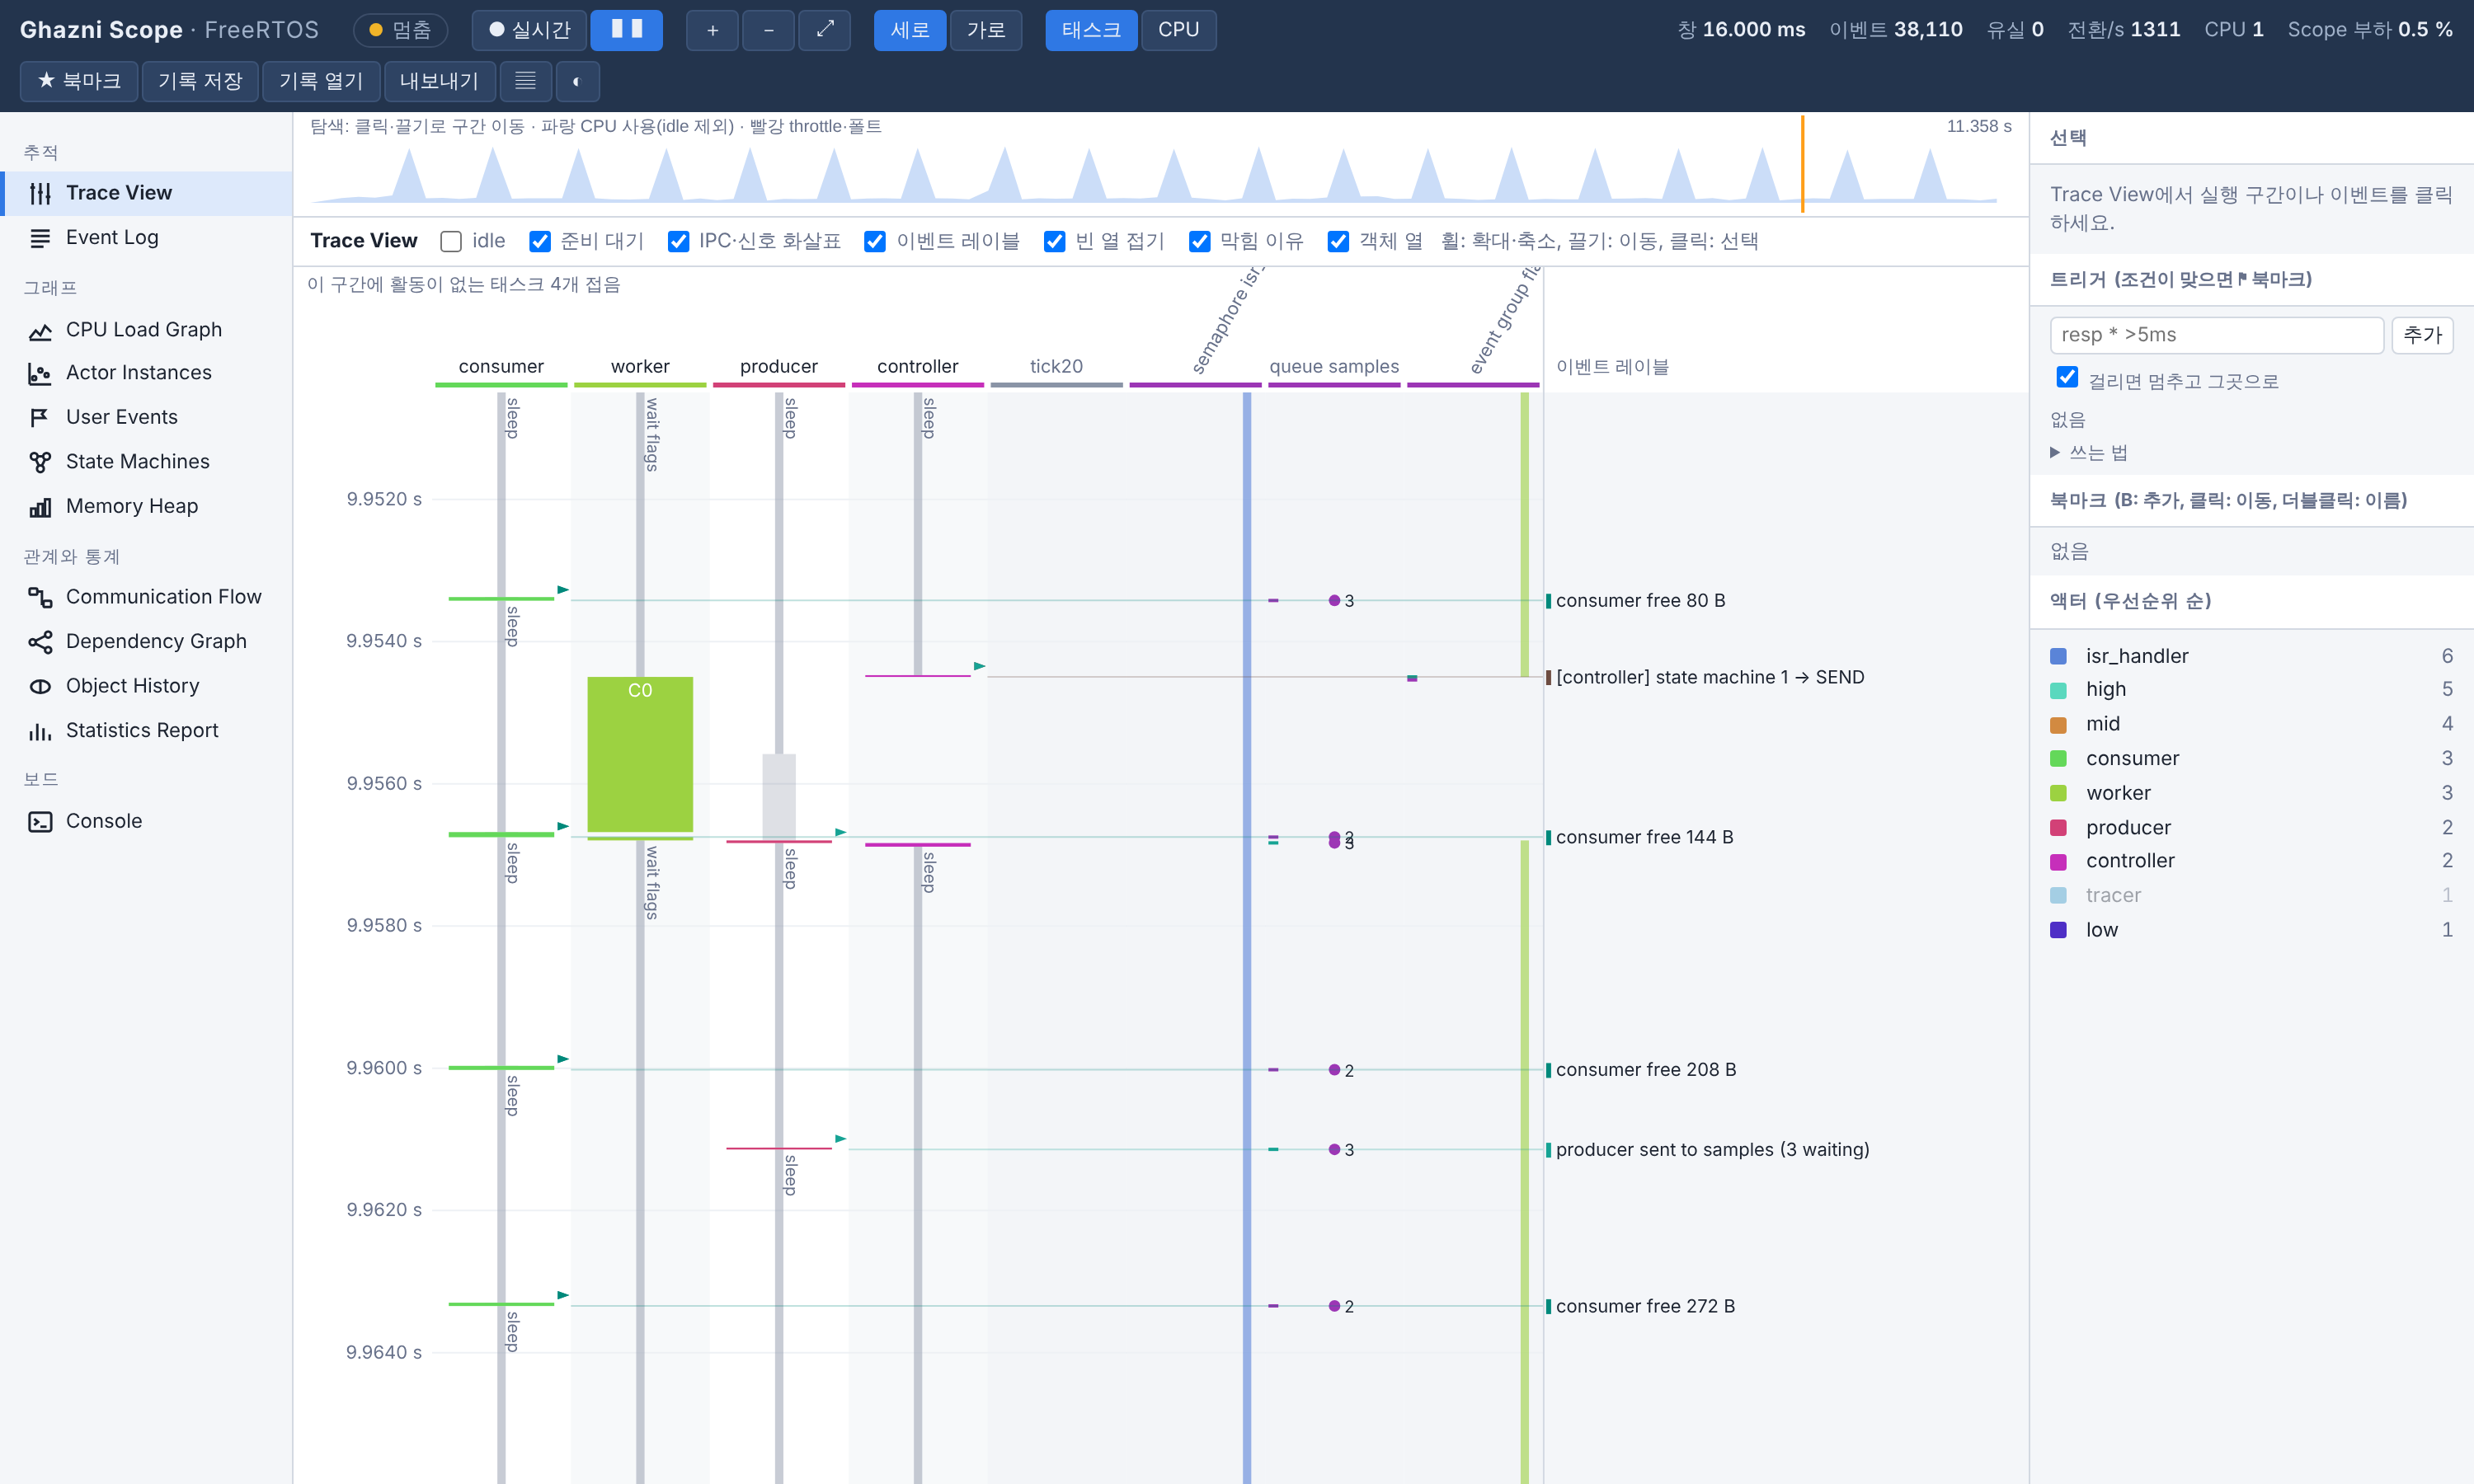 Ghazni Scope · FreeRTOS
멈춤
실시간
+
−
세로
가로
태스크
CPU
창 16.000 ms
이벤트 38,110
유실 0
전환/s 1311
CPU 1
Scope 부하 0.5 %
★ 북마크
기록 저장
기록 열기
내보내기
추적
Trace View
Event Log
그래프
CPU Load Graph
Actor Instances
User Events
State Machines
Memory Heap
관계와 통계
Communication Flow
Dependency Graph
Object History
Statistics Report
보드
Console
탐색: 클릭·끌기로 구간 이동 · 파랑 CPU 사용(idle 제외) · 빨강 throttle·폴트
11.358 s
Trace View
idle
준비 대기
IPC·신호 화살표
이벤트 레이블
빈 열 접기
막힘 이유
객체 열
휠: 확대·축소, 끌기: 이동, 클릭: 선택
이 구간에 활동이 없는 태스크 4개 접음
consumer
worker
producer
controller
tick20
semaphore isr_
queue samples
event group fla
이벤트 레이블
sleep
wait flags
sleep
sleep
9.9520 s
3
consumer free 80 B
sleep
9.9540 s
[controller] state machine 1 → SEND
C0
9.9560 s
2
3
consumer free 144 B
sleep
wait flags
sleep
sleep
9.9580 s
9.9600 s
2
consumer free 208 B
sleep
3
producer sent to samples (3 waiting)
sleep
9.9620 s
2
consumer free 272 B
sleep
9.9640 s
선택
Trace View에서 실행 구간이나 이벤트를 클릭
하세요.
트리거 (조건이 맞으면 ⚑ 북마크)
resp * >5ms
추가
걸리면 멈추고 그곳으로
없음
▶ 쓰는 법
북마크 (B: 추가, 클릭: 이동, 더블클릭: 이름)
없음
액터 (우선순위 순)
isr_handler 6
high 5
mid 4
consumer 3
worker 3
producer 2
controller 2
tracer 1
low 1